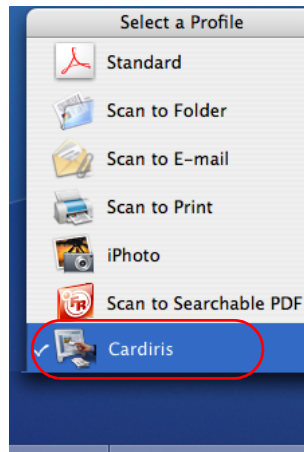 Select a Profile
Standard
Scan to Folder
Scan to E-mail
Scan to Print
iPhoto
Scan to Searchable PDF
Cardiris